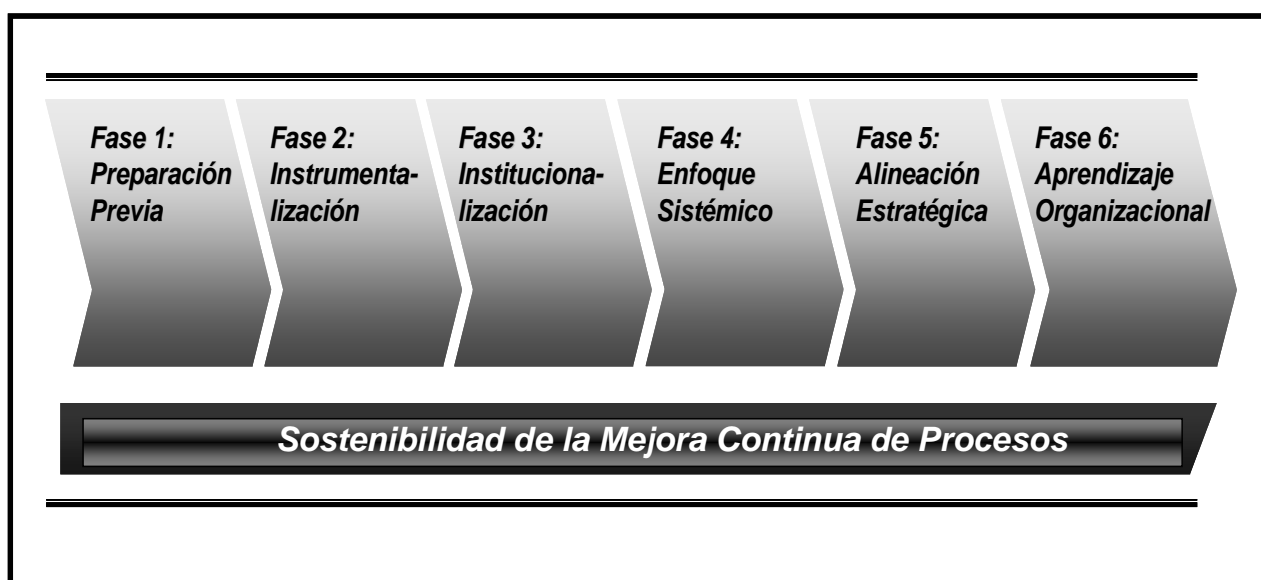 Fase 1:
Preparación
Previa
Fase 2:
Instrumenta-
lización
Fase 3:
Instituciona-
lización
Fase 4:
Enfoque
Sistémico
Fase 5:
Alineación
Estratégica
Fase 6:
Aprendizaje
Organizacional
Sostenibilidad de la Mejora Continua de Procesos